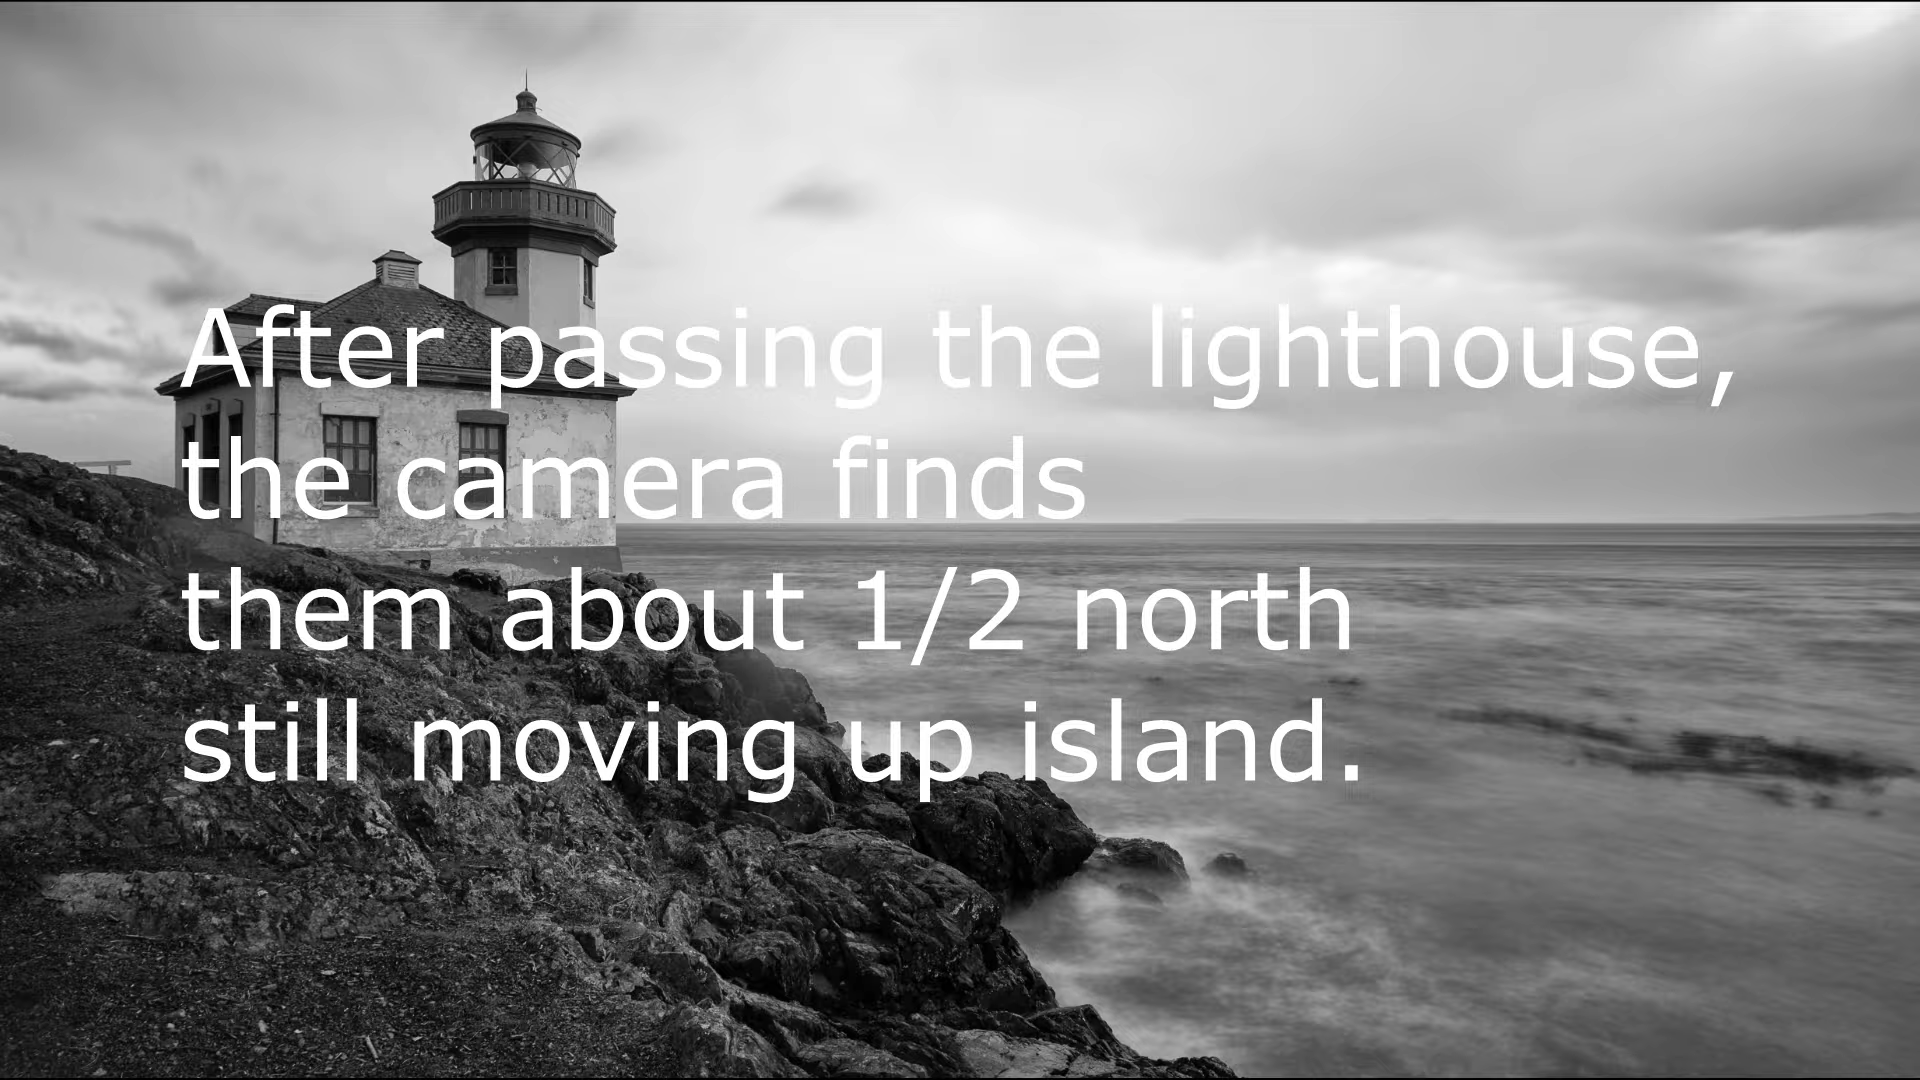 After passing the lighthouse,
the camera finds
them about 1/2 north
still moving up island.